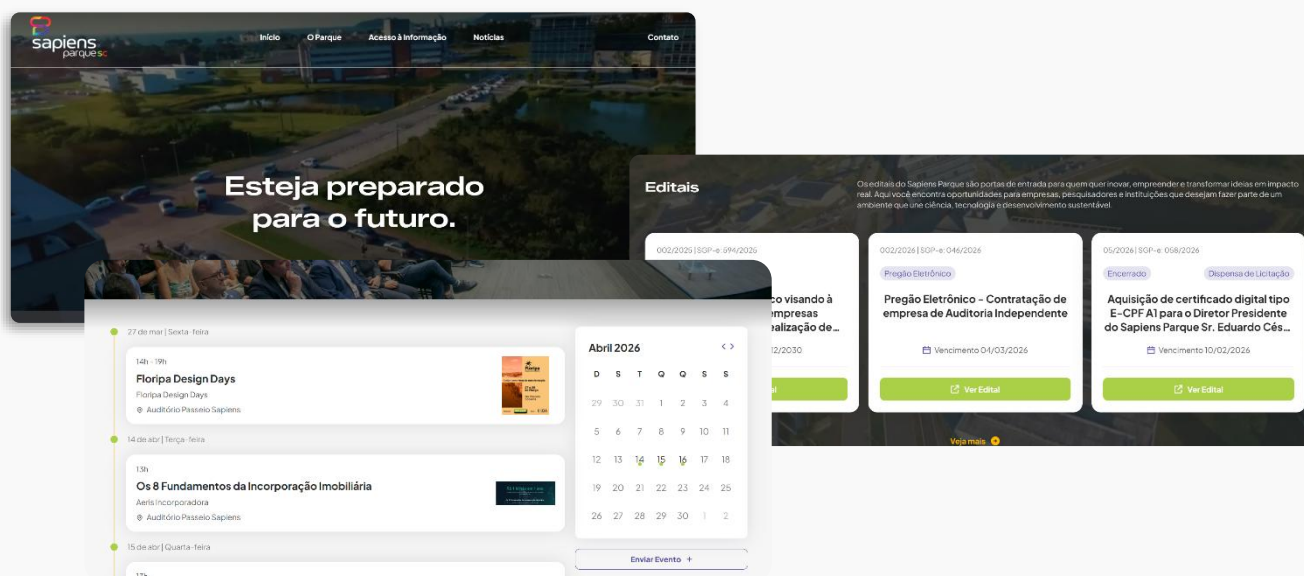 sapiens
parque sc
Início
O Parque
Acesso à Informação
Notícias
Contato
Esteja preparado
para o futuro.
Editais
Os editais do Sapiens Parque são portas de entrada para quem quer inovar, empreender e transformar ideias em impacto
real. Aqui você encontra oportunidades para empresas, pesquisadores e instituições que desejam fazer parte de um
ambiente que une ciência, tecnologia e desenvolvimento sustentável.
002/2025 | SGP-e: 594/2025
co visando à
empresas
ealização de...
12/2030
002/2026 | SGP-e: 046/2026
Pregão Eletrônico
Pregão Eletrônico - Contratação de
empresa de Auditoria Independente
Vencimento 04/03/2026
Ver Edital
05/2026 | SGP-e: 058/2026
Encerrado
Dispensa de Licitação
Aquisição de certificado digital tipo
E-CPF A1 para o Diretor Presidente
do Sapiens Parque Sr. Eduardo Cés...
Vencimento 10/02/2026
Ver Edital
Veja mais
27 de mar | Sexta-feira
14h - 19h
Floripa Design Days
Floripa Design Days
Auditório Passeio Sapiens
14 de abr | Terça-feira
13h
Os 8 Fundamentos da Incorporação Imobiliária
Aeris Incorporadora
Auditório Passeio Sapiens
15 de abr | Quarta-feira
13h
Abril 2026
D S T Q Q S S
29 30 31 1 2 3 4
5 6 7 8 9 10 11
12 13 14 15 16 17 18
19 20 21 22 23 24 25
26 27 28 29 30 1 2
Enviar Evento +